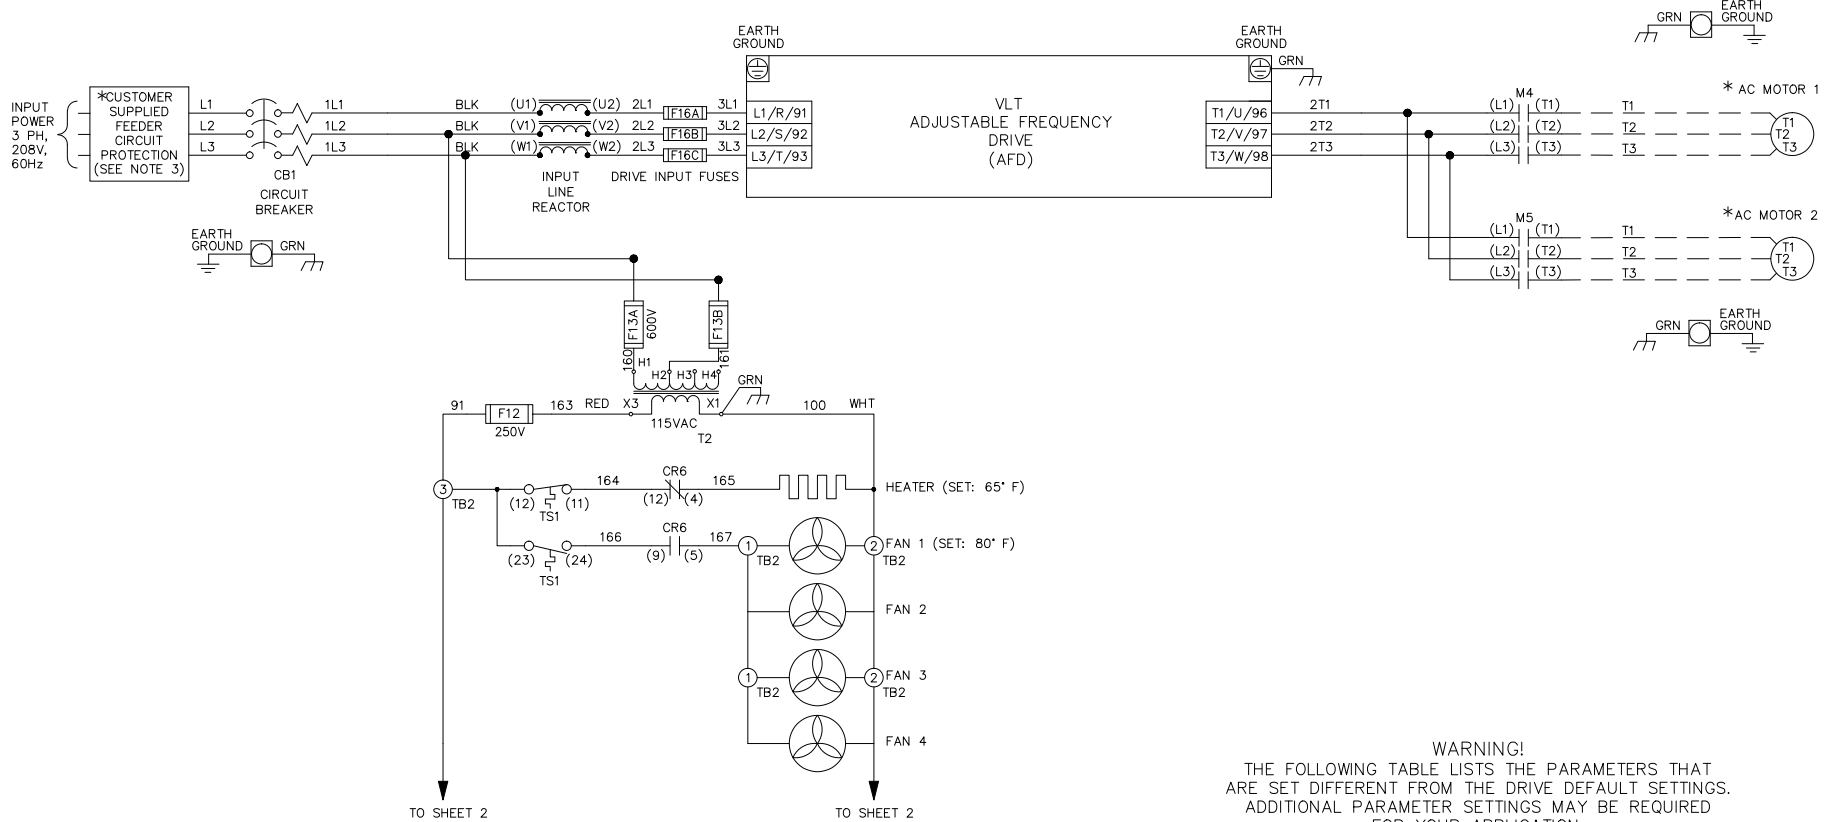 EARTH
GROUND
EARTH
GROUND
GRN
GRN
EARTH
GROUND
INPUT
POWER
3 PH,
208V,
60Hz
*CUSTOMER
SUPPLIED
FEEDER
CIRCUIT
PROTECTION
(SEE NOTE 3)
L1
L2
L3
CB1
CIRCUIT
BREAKER
1L1
1L2
1L3
BLK
BLK
BLK
(U1)
(V1)
(W1)
(U2)
(V2)
(W2)
INPUT
LINE
REACTOR
2L1
2L2
2L3
F16A
F16B
F16C
DRIVE INPUT FUSES
3L1
3L2
3L3
L1/R/91
L2/S/92
L3/T/93
VLT
ADJUSTABLE FREQUENCY
DRIVE
(AFD)
T1/U/96
T2/V/97
T3/W/98
2T1
2T2
2T3
M4
(L1) (T1) T1
(L2) (T2) T2
(L3) (T3) T3
* AC MOTOR 1
T1
T2
T3
M5
(L1) (T1) T1
(L2) (T2) T2
(L3) (T3) T3
*AC MOTOR 2
T1
T2
T3
EARTH
GROUND
GRN
GRN
EARTH
GROUND
F13A
600V
F13B
160
161
H1
H2
H3
H4
GRN
91
F12
250V
163
RED
X3
X1
115VAC
T2
100
WHT
3
TB2
(12)
(11)
TS1
164
CR6
(12)
(4)
165
HEATER (SET: 65° F)
(23)
(24)
TS1
166
CR6
(9)
(5)
167
1
TB2
2
TB2
FAN 1 (SET: 80° F)
FAN 2
1
TB2
2
TB2
FAN 3
FAN 4
TO SHEET 2
TO SHEET 2
WARNING!
THE FOLLOWING TABLE LISTS THE PARAMETERS THAT
ARE SET DIFFERENT FROM THE DRIVE DEFAULT SETTINGS.
ADDITIONAL PARAMETER SETTINGS MAY BE REQUIRED
FOR YOUR APPLICATION